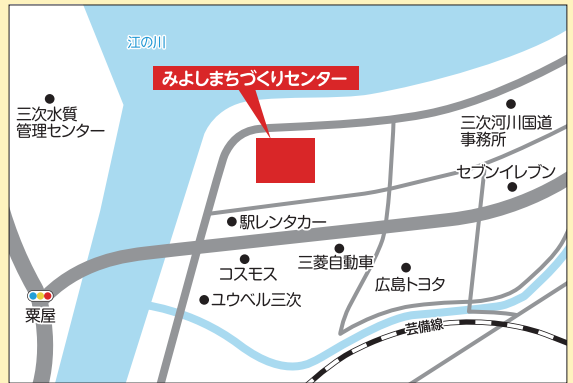 江の川
みよしまちづくりセンター
三次水質
管理センター
三次河川国道
事務所
セブンイレブン
駅レンタカー
コスモス
三菱自動車
広島トヨタ
ユウベル三次
粟屋
芸備線